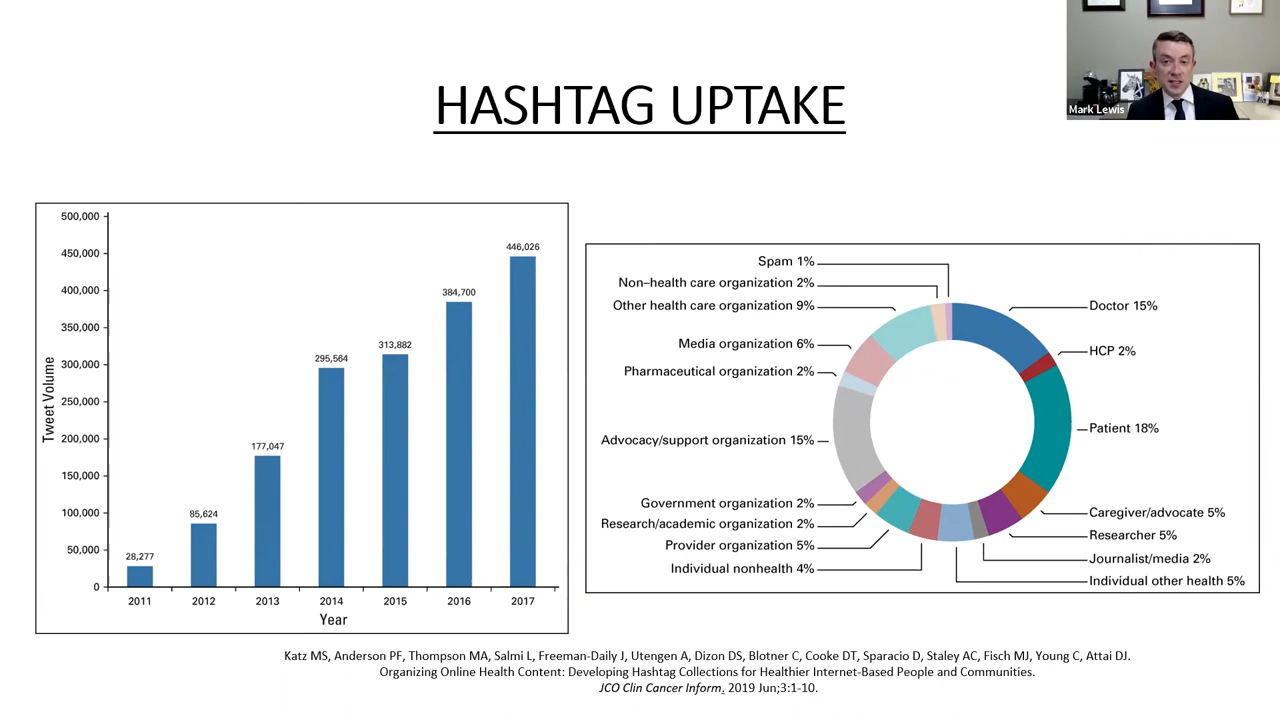 Mark Lewis
HASHTAG UPTAKE
500,000
450,000
400,000
350,000
300,000
250,000
200,000
150,000
100,000
50,000
0
Tweet Volume
28,277
85,624
177,047
295,564
313,882
384,700
446,026
2011 2012 2013 2014 2015 2016 2017
Year
Spam 1%
Non–health care organization 2%
Other health care organization 9%
Media organization 6%
Pharmaceutical organization 2%
Advocacy/support organization 15%
Government organization 2%
Research/academic organization 2%
Provider organization 5%
Individual nonhealth 4%
Doctor 15%
HCP 2%
Patient 18%
Caregiver/advocate 5%
Researcher 5%
Journalist/media 2%
Individual other health 5%
Katz MS, Anderson PF, Thompson MA, Salmi L, Freeman-Daily J, Utengen A, Dizon DS, Blotner C, Cooke DT, Sparacio D, Staley AC, Fisch MJ, Young C, Attai DJ.
Organizing Online Health Content: Developing Hashtag Collections for Healthier Internet-Based People and Communities.
JCO Clin Cancer Inform. 2019 Jun;3:1-10.